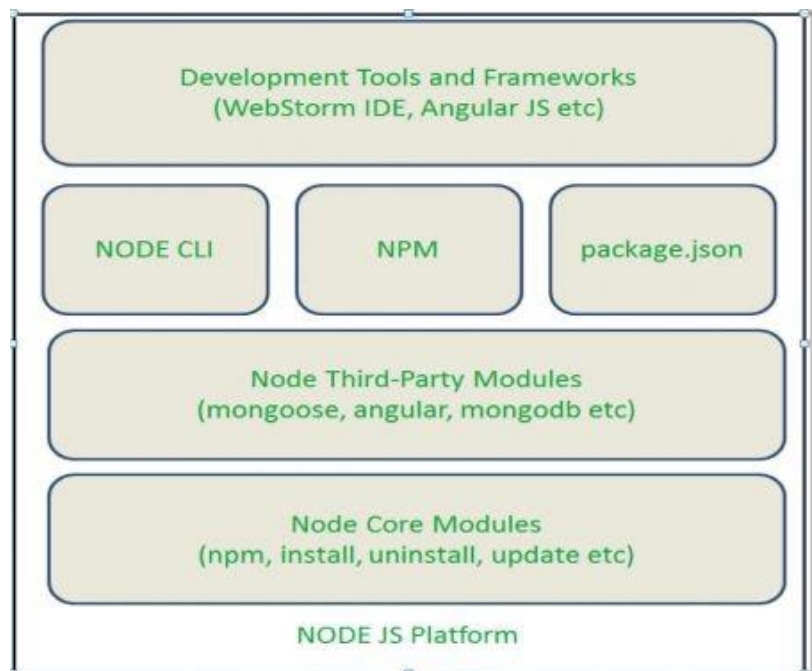 Development Tools and Frameworks
(WebStorm IDE, Angular JS etc)
NODE CLI
NPM
package.json
Node Third-Party Modules
(mongoose, angular, mongodb etc)
Node Core Modules
(npm, install, uninstall, update etc)
NODE JS Platform